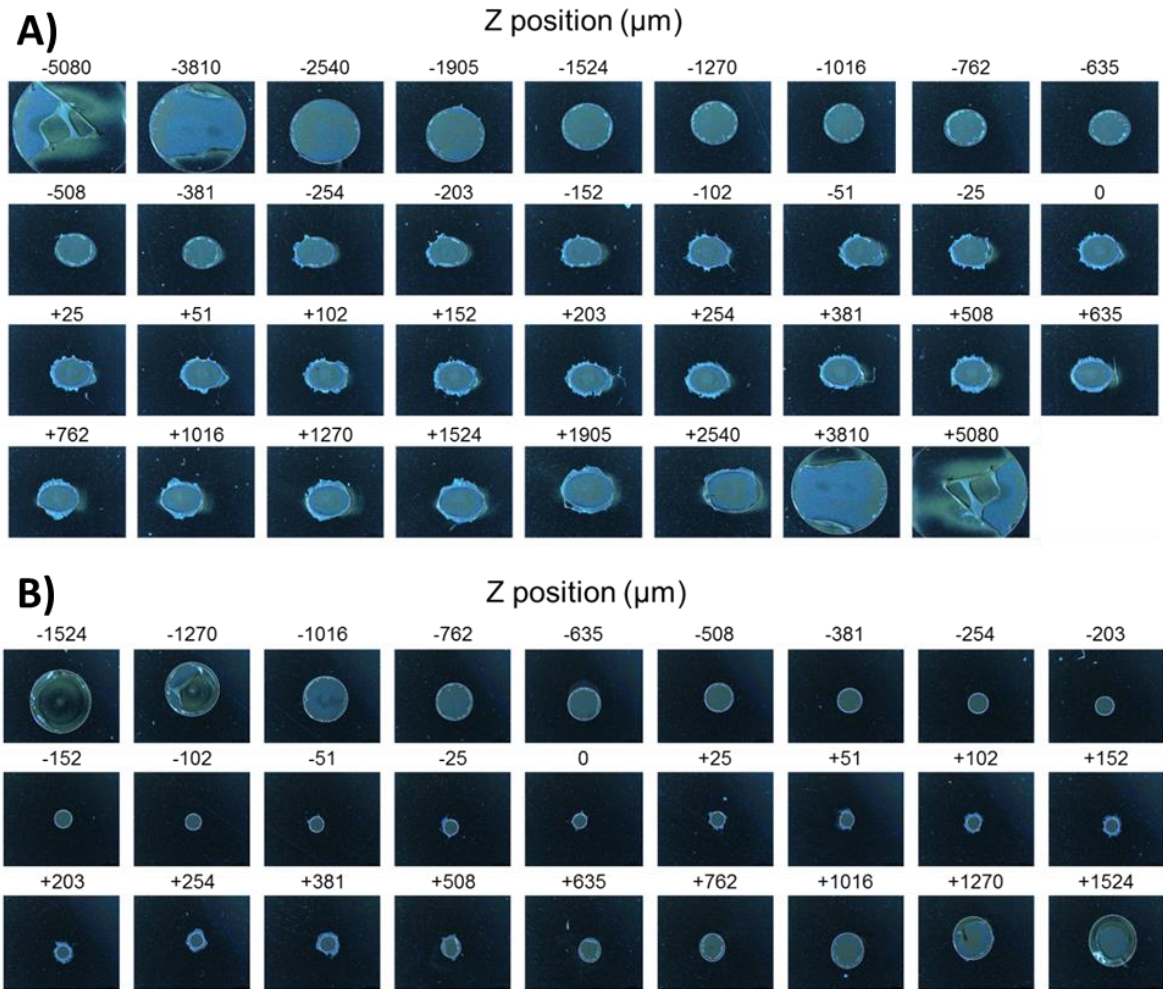 A)
Z position (µm)
-5080 -3810 -2540 -1905 -1524 -1270 -1016 -762 -635
-508 -381 -254 -203 -152 -102 -51 -25 0
+25 +51 +102 +152 +203 +254 +381 +508 +635
+762 +1016 +1270 +1524 +1905 +2540 +3810 +5080
B)
Z position (µm)
-1524 -1270 -1016 -762 -635 -508 -381 -254 -203
-152 -102 -51 -25 0 +25 +51 +102 +152
+203 +254 +381 +508 +635 +762 +1016 +1270 +1524